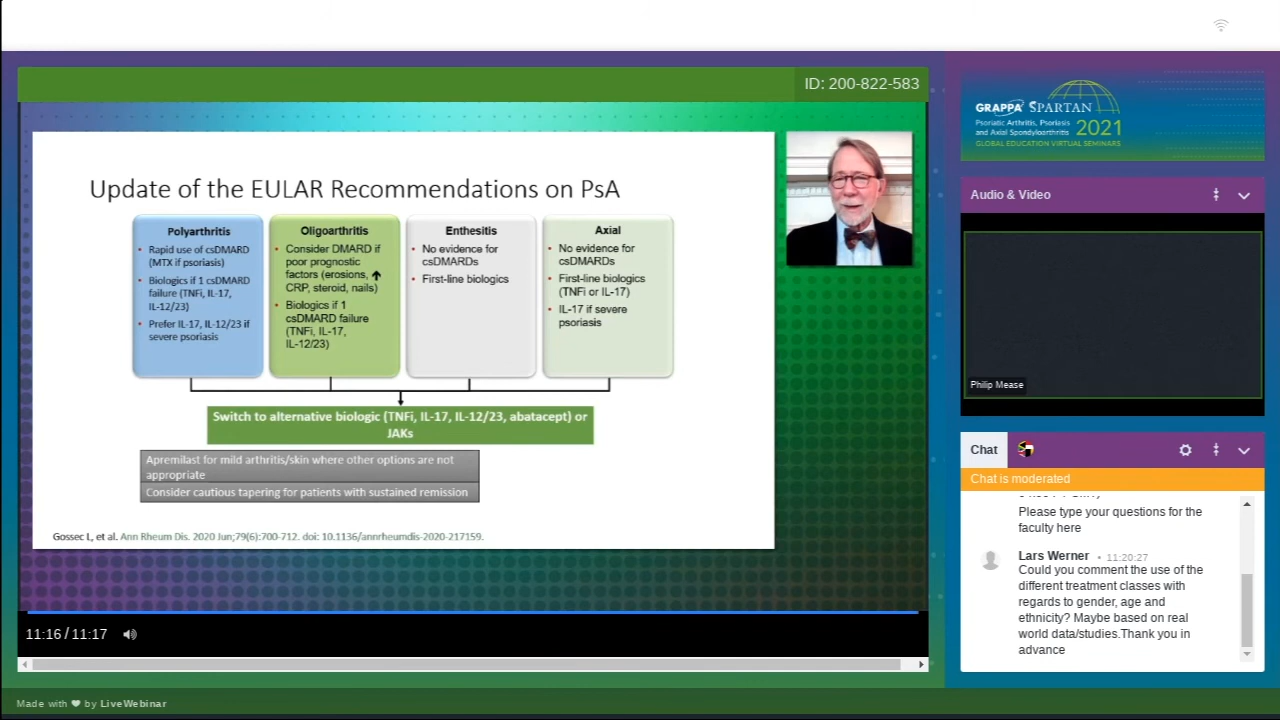 ID: 200-822-583
Update of the EULAR Recommendations on PsA
Polyarthritis
• Rapid use of csDMARD
(MTX if psoriasis)
• Biologics if 1 csDMARD
failure (TNFi, IL-17,
IL-12/23)
• Prefer IL-17, IL-12/23 if
severe psoriasis
Oligoarthritis
• Consider DMARD if
poor prognostic
factors (erosions, ↑
CRP, steroid, nails)
• Biologics if 1
csDMARD failure
(TNFi, IL-17,
IL-12/23)
Enthesitis
• No evidence for
csDMARDs
• First-line biologics
Axial
• No evidence for
csDMARDs
• First-line biologics
(TNFi or IL-17)
• IL-17 if severe
psoriasis
Switch to alternative biologic (TNFi, IL-17, IL-12/23, abatacept) or
JAKs
Apremilast for mild arthritis/skin where other options are not
appropriate
Consider cautious tapering for patients with sustained remission
Gossec L, et al. Ann Rheum Dis. 2020 Jun;79(6):700-712. doi: 10.1136/annrheumdis-2020-217159.
11:16 / 11:17
Made with ❤ by LiveWebinar
GRAPPA SPARTAN
Psoriatic Arthritis, Psoriasis
and Axial Spondyloarthritis 2021
GLOBAL EDUCATION VIRTUAL SEMINARS
Audio & Video
Philip Mease
Chat
Chat is moderated
Please type your questions for the
faculty here
Lars Werner • 11:20:27
Could you comment the use of the
different treatment classes with
regards to gender, age and
ethnicity? Maybe based on real
world data/studies.Thank you in
advance